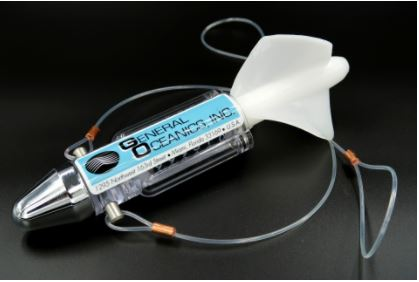 GENERAL
OCEANICS, INC.
1295 Northwest 163rd Street • Miami, Florida 33169 • U.S.A.